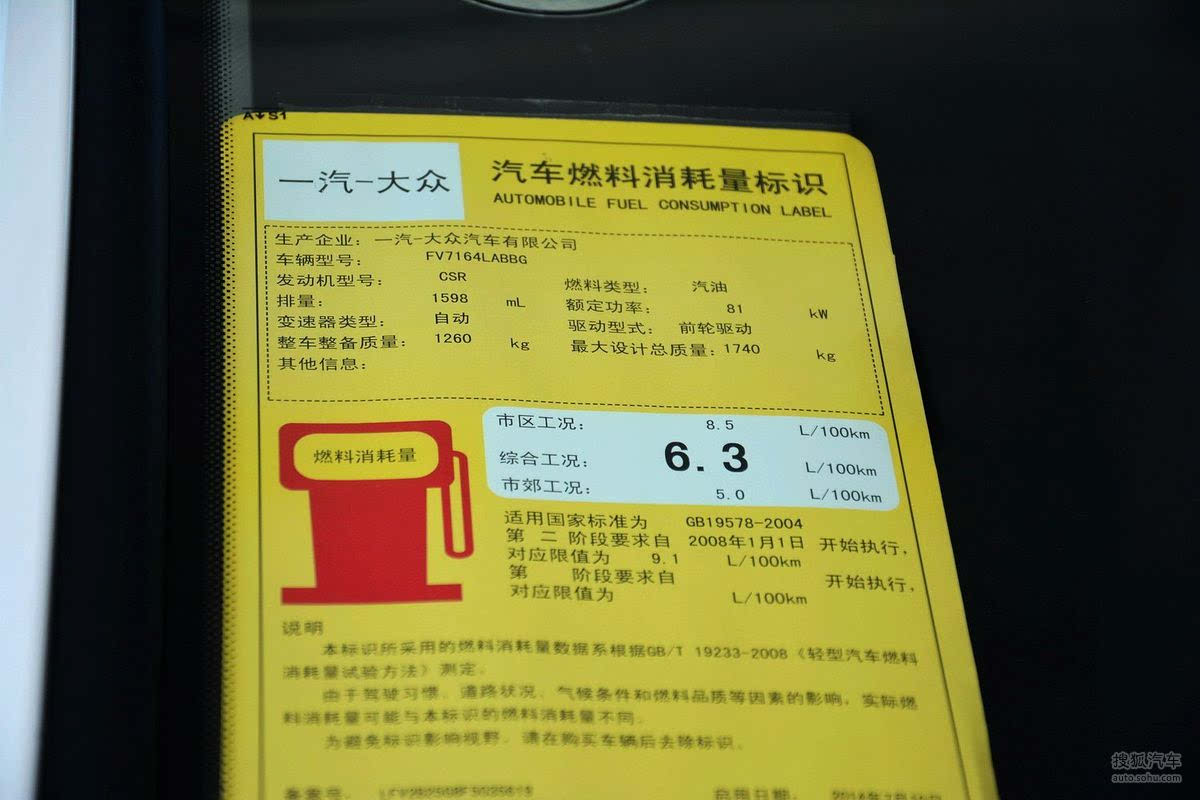 A↓S1
一汽-大众
汽车燃料消耗量标识
AUTOMOBILE FUEL CONSUMPTION LABEL
生产企业: 一汽-大众汽车有限公司
车辆型号: FV7164LABBG
发动机型号: CSR 燃料类型: 汽油
排量: 1598 mL 额定功率: 81 kW
变速器类型: 自动 驱动型式: 前轮驱动
整车整备质量: 1260 kg 最大设计总质量: 1740 kg
其他信息:
燃料消耗量
市区工况: 8.5 L/100km
综合工况: 6.3 L/100km
市郊工况: 5.0 L/100km
适用国家标准为 GB19578-2004
第 二 阶段要求自 2008年1月1日 开始执行,
对应限值为 9.1 L/100km
第 阶段要求自 开始执行,
对应限值为 L/100km
说明
本标识所采用的燃料消耗量数据系根据GB/T 19233-2008《轻型汽车燃料
消耗量试验方法》测定。
由于驾驶习惯、道路状况、气候条件和燃料品质等因素的影响,实际燃
料消耗量可能与本标识的燃料消耗量不同。
为避免标识影响视野,请在购买车辆后去除标识。
备案号:
启用日期:
搜狐汽车
auto.sohu.com